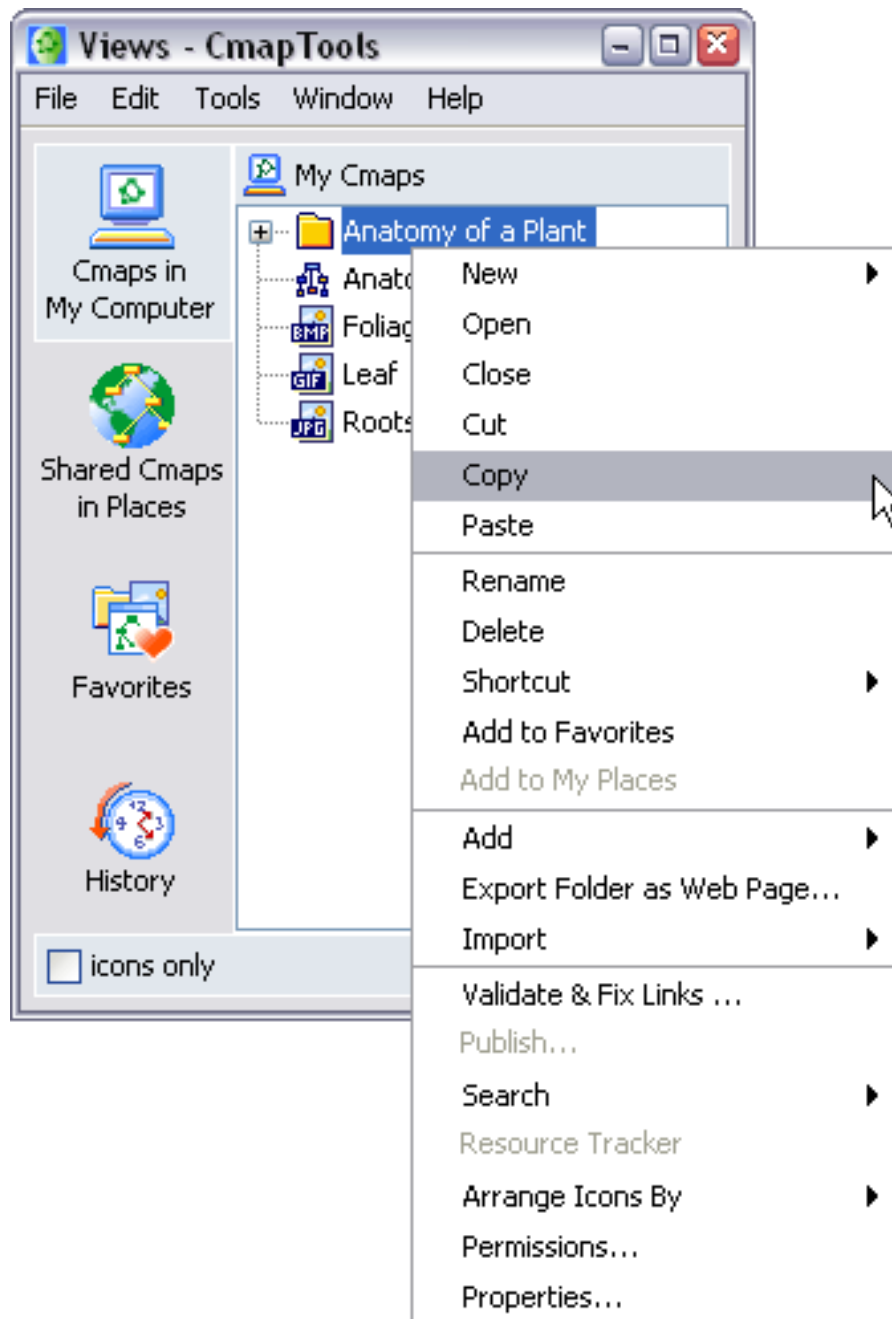 Views - CmapTools
File Edit Tools Window Help
Cmaps in
My Computer
Shared Cmaps
in Places
Favorites
History
icons only
My Cmaps
Anatomy of a Plant
BMP
GIF Leaf
JPG Roots
New
Open
Close
Cut
Copy
Paste
Rename
Delete
Shortcut
Add to Favorites
Add to My Places
Add
Export Folder as Web Page...
Import
Validate & Fix Links ...
Publish...
Search
Resource Tracker
Arrange Icons By
Permissions...
Properties...